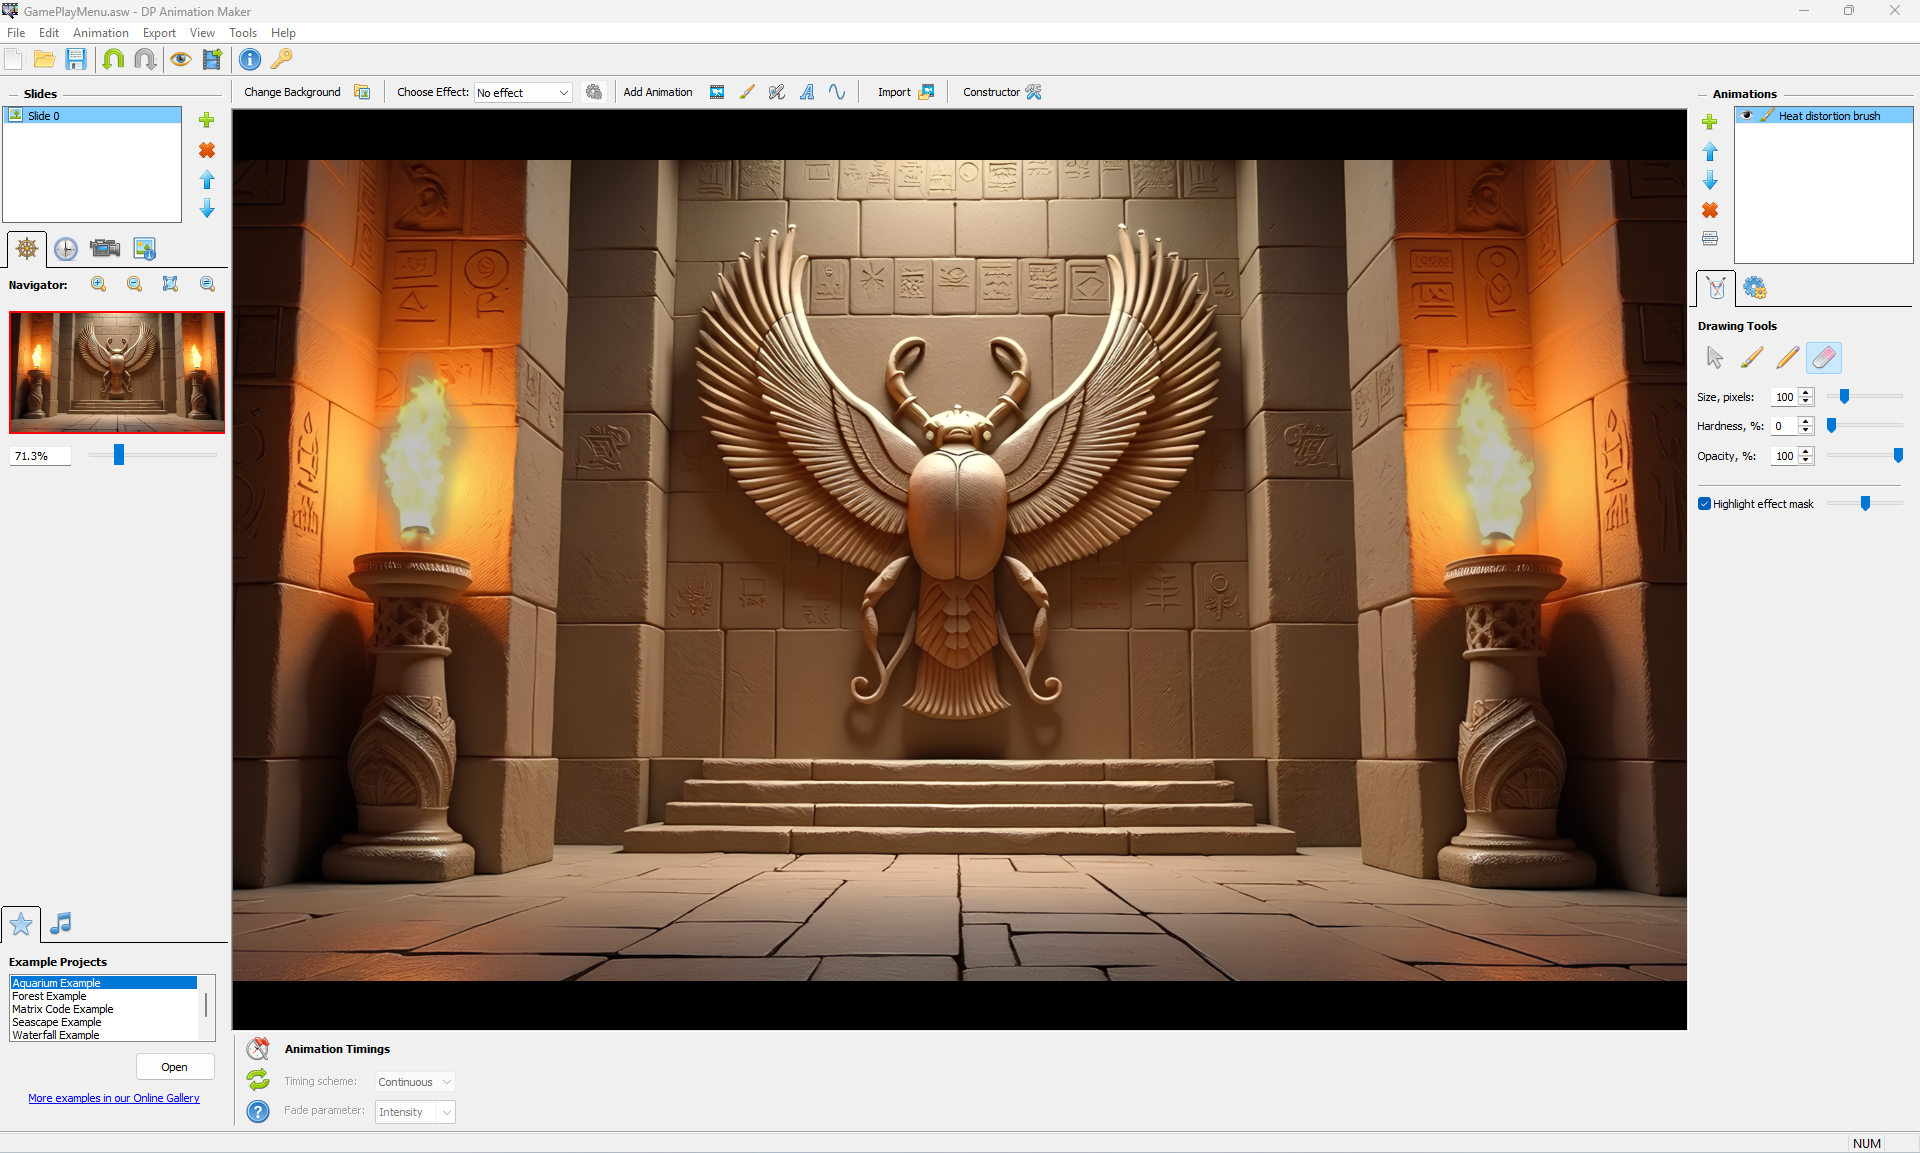 GamePlayMenu.asw - DP Animation Maker
File Edit Animation Export View Tools Help
Slides
Slide 0
Change Background Choose Effect: No effect Add Animation Import Constructor
Animations
Heat distortion brush
Navigator:
71.3%
Drawing Tools
Size, pixels: 100
Hardness, %: 0
Opacity, %: 100
Highlight effect mask
Example Projects
Aquarium Example
Forest Example
Matrix Code Example
Seascape Example
Waterfall Example
Open
More examples in our Online Gallery
Animation Timings
Timing scheme: Continuous
Fade parameter: Intensity
NUM